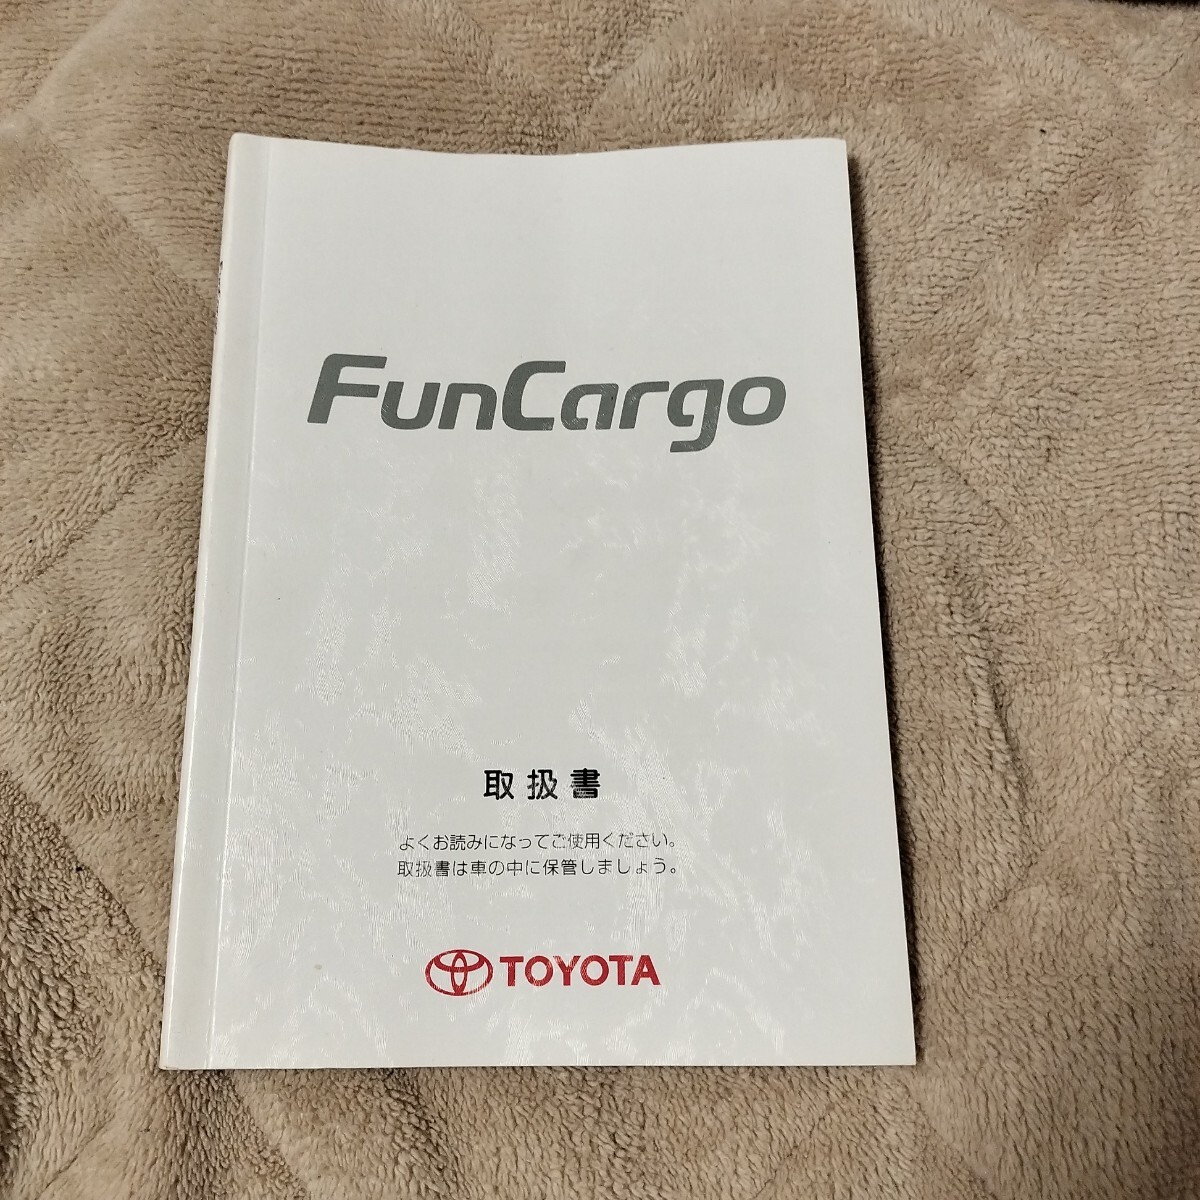 FunCargo
取扱書
よくお読みになってご使用ください。
取扱書は車の中に保管しましょう。
TOYOTA